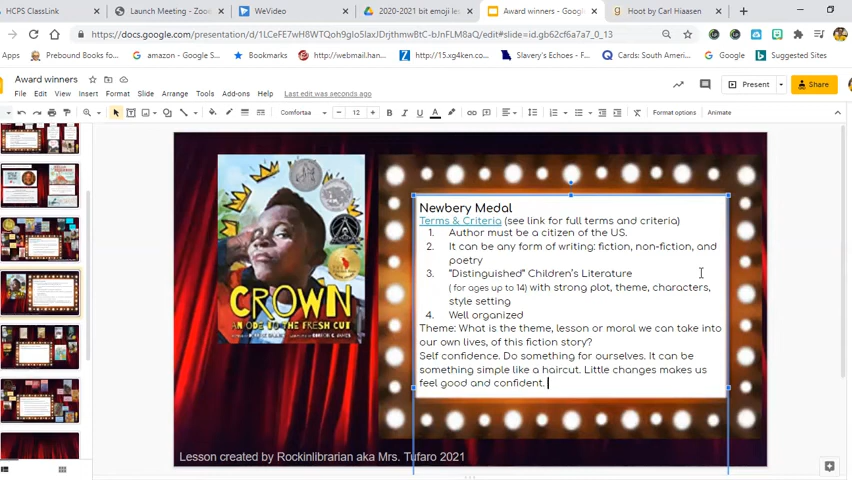 HCPS ClassLink
Launch Meeting - Zoo
WeVideo
2020-2021 bit emoji le
Award winners - Googl
Hoot by Carl Hiaasen
https://docs.google.com/presentation/d/1LCeFE7wH8WTQoh9gIo5IaxJDrjthmwBtC-bJnFLM8aQ/edit#slide=id.gb62cf6a7a7_0_13
Apps
Prebound Books for...
amazon - Google S...
Bookmarks
http://webmail.han...
http://15.xg4ken.co...
Slavery's Echoes - F...
Cards: South Ameri...
Google
Suggested Sites
Award winners
File Edit View Insert Format Slide Arrange Tools Add-ons Help Last edit was seconds ago
Present
Share
Comfortaa
12
Format options
Animate
CROWN
AN ODE TO THE FRESH CUT
Newbery Medal
Terms & Criteria (see link for full terms and criteria)
1. Author must be a citizen of the US.
2. It can be any form of writing: fiction, non-fiction, and
poetry
3. "Distinguished" Children's Literature
( for ages up to 14) with strong plot, theme, characters,
style setting
4. Well organized
Theme: What is the theme, lesson or moral we can take into
our own lives, of this fiction story?
Self confidence. Do something for ourselves. It can be
something simple like a haircut. Little changes makes us
feel good and confident.
Lesson created by Rockinlibrarian aka Mrs. Tufaro 2021